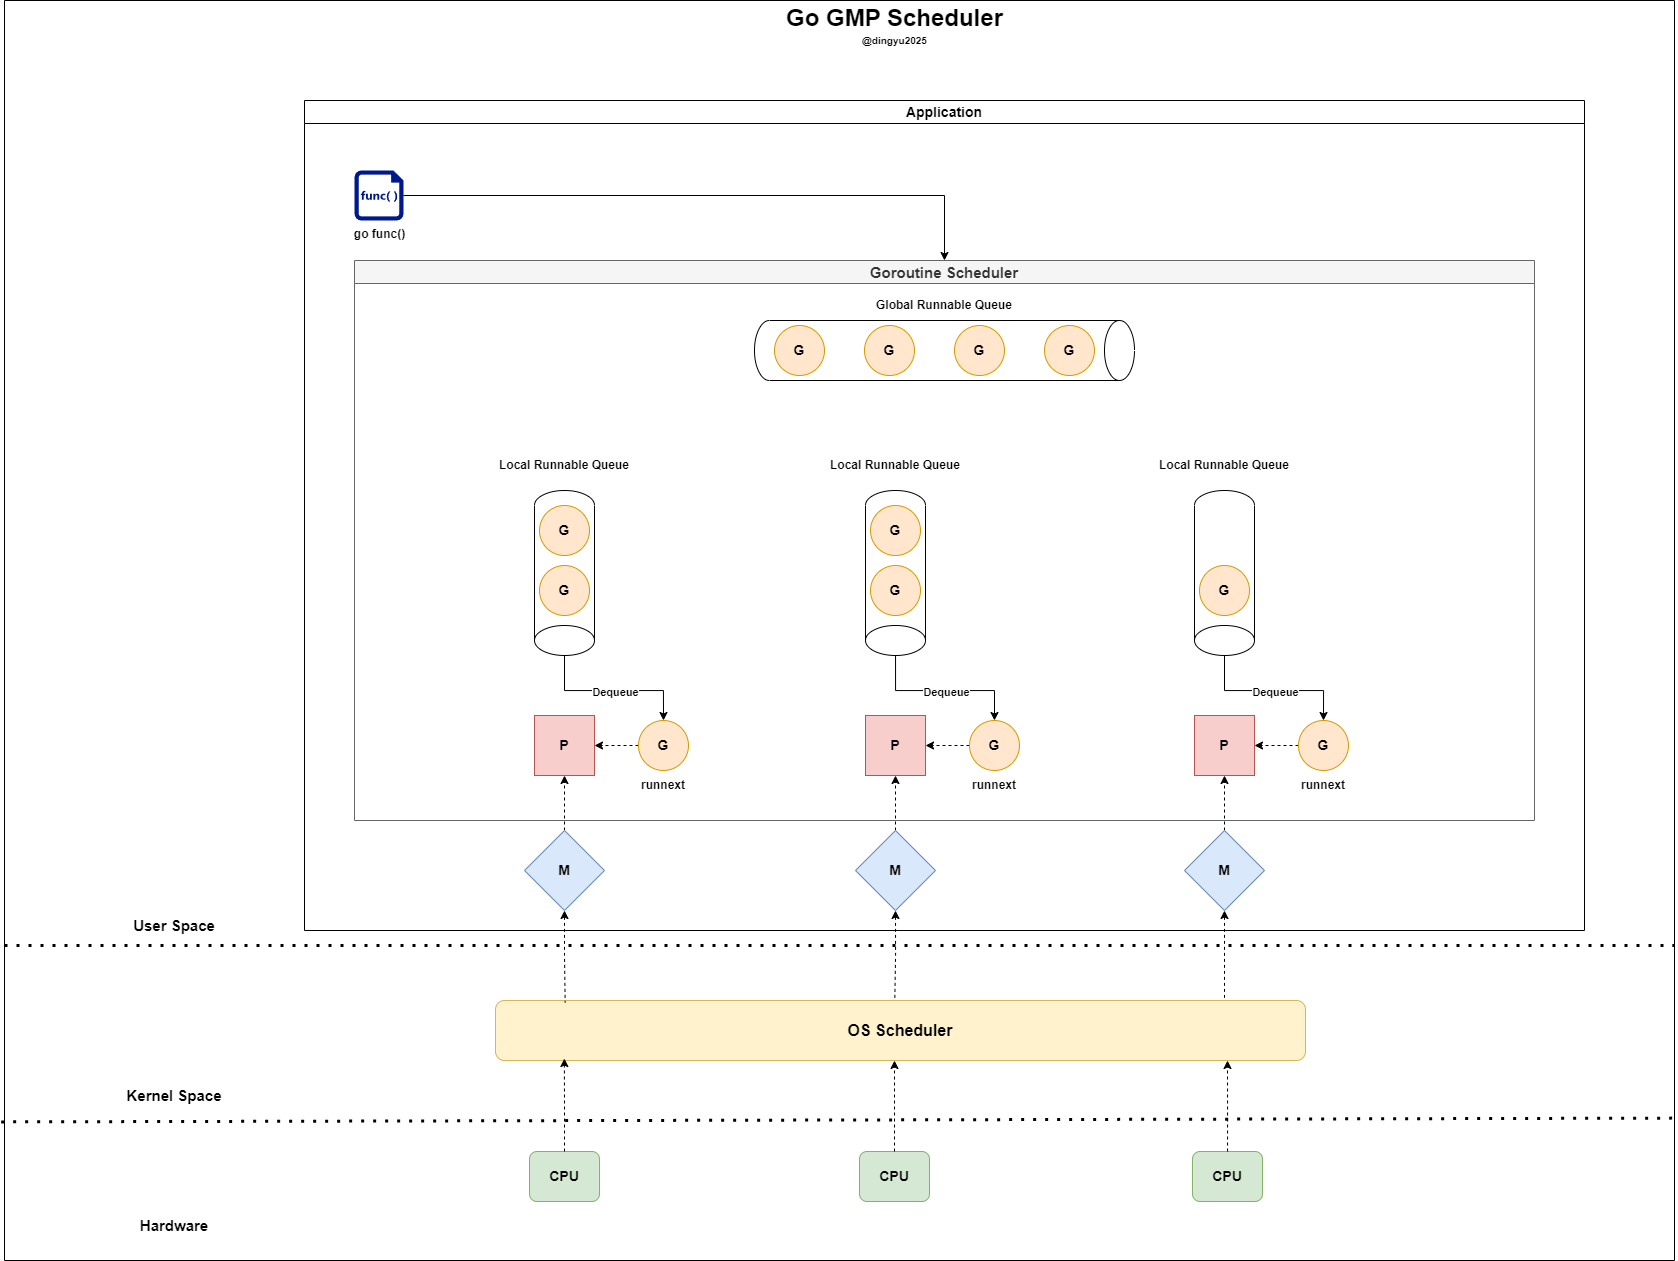 Go GMP Scheduler
@dingyu2025
Application
func( )
go func()
Goroutine Scheduler
Global Runnable Queue
G G G G
Local Runnable Queue Local Runnable Queue Local Runnable Queue
G G
G G G
Dequeue Dequeue Dequeue
P G P G P G
runnext runnext runnext
M M M
User Space
OS Scheduler
Kernel Space
CPU CPU CPU
Hardware